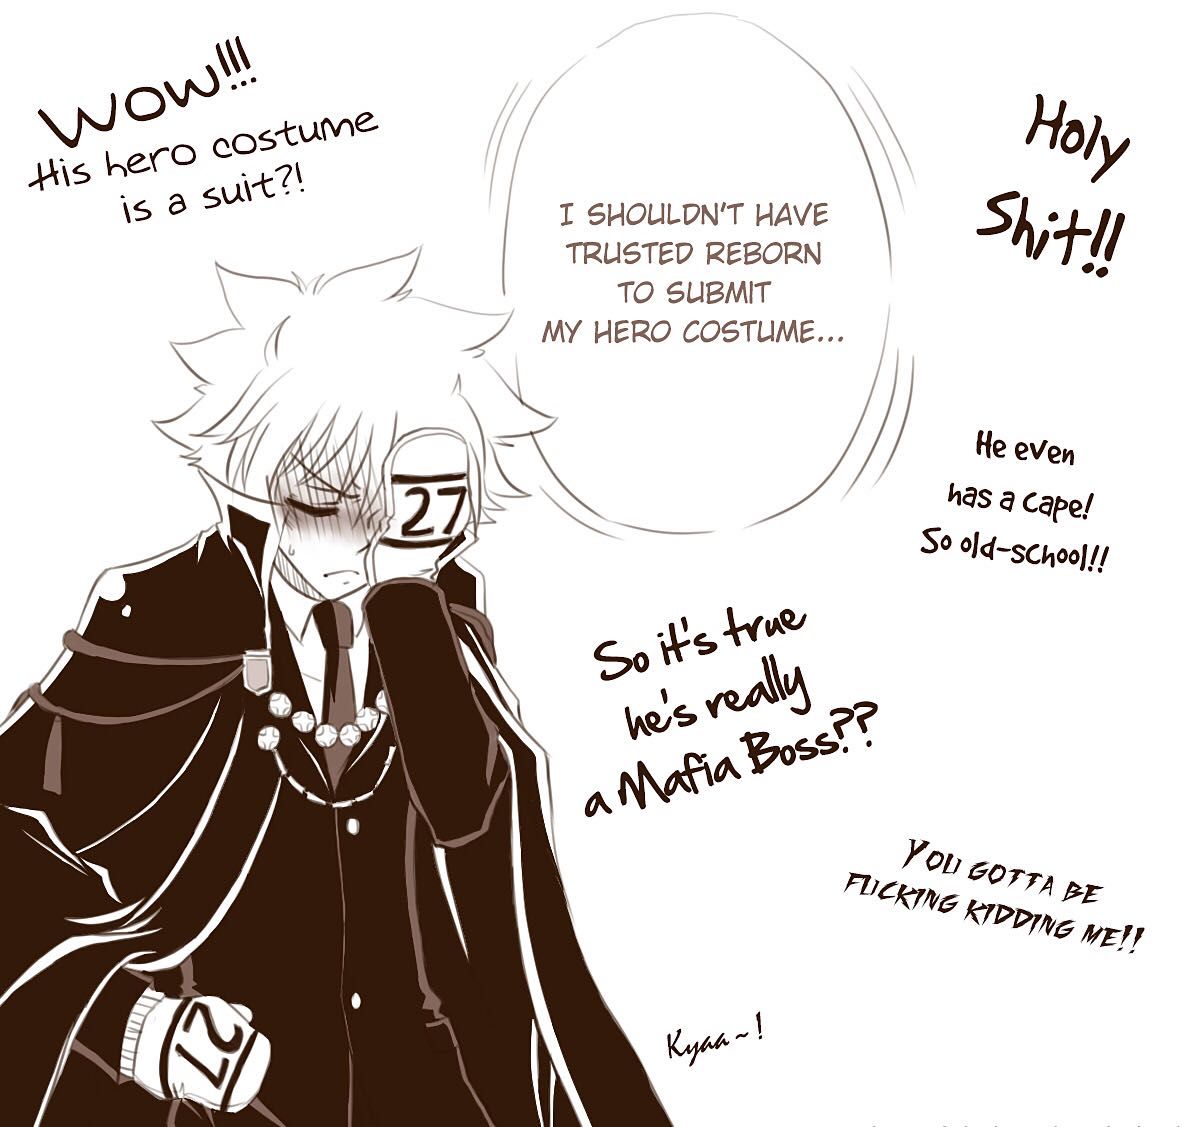 Wow!!!
His hero costume
is a suit?!
I SHOULDN'T HAVE
TRUSTED REBORN
TO SUBMIT
MY HERO COSTUME...
Holy
Shit!!
He even
has a cape!
So old-school!!
27
So it's true
he's really
a Mafia Boss??
YOU GOTTA BE
FUCKING KIDDING ME!!
Kyaa~!
27